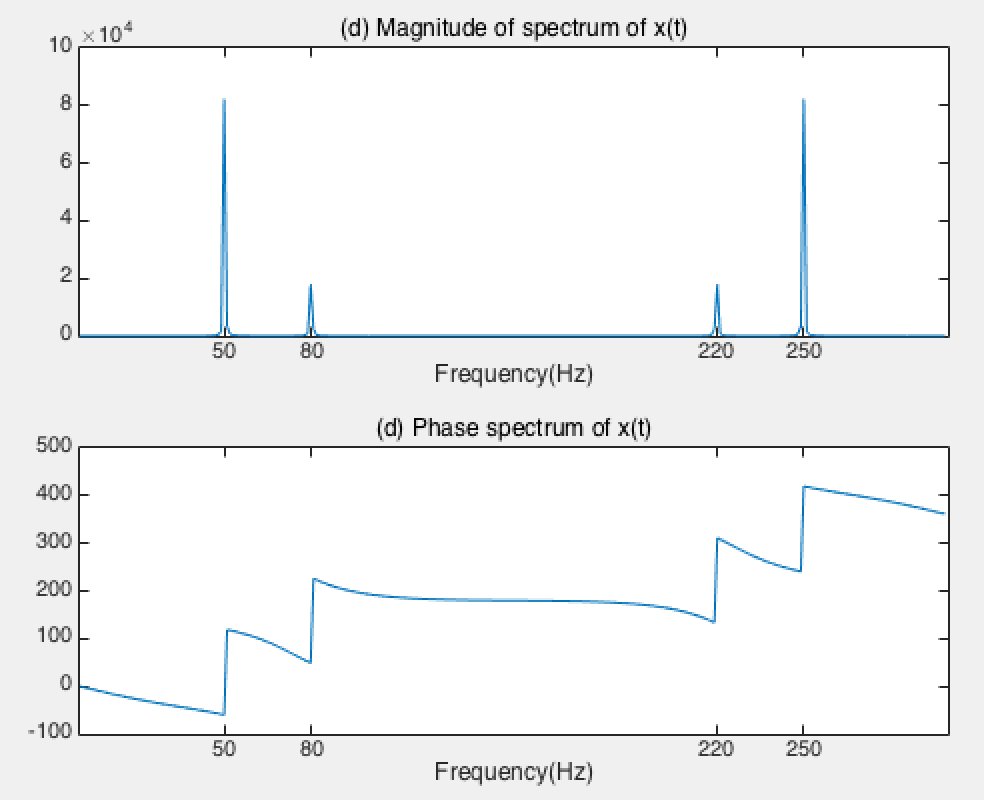 (d) Magnitude of spectrum of x(t)
×10⁴
10
8
6
4
2
0
50 80 220 250
Frequency(Hz)
(d) Phase spectrum of x(t)
500
400
300
200
100
0
-100
50 80 220 250
Frequency(Hz)